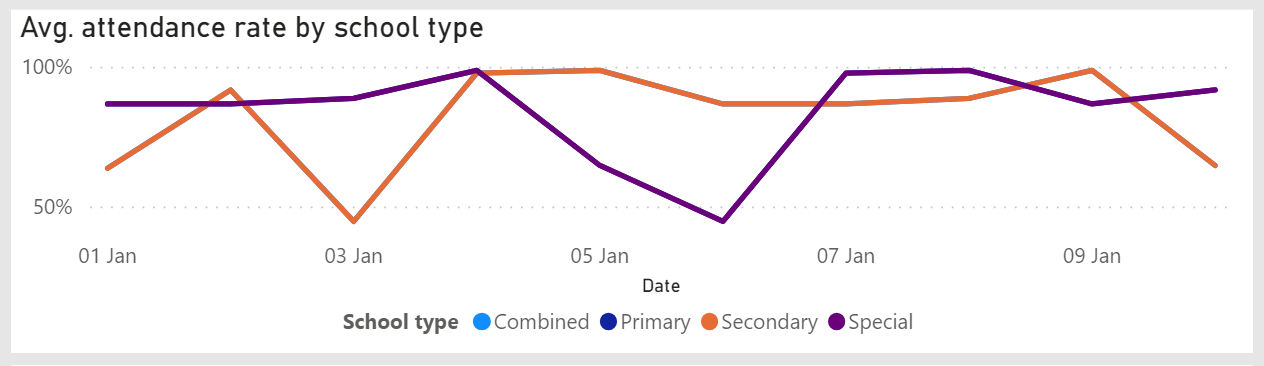 Avg. attendance rate by school type
100%
50%
01 Jan 03 Jan 05 Jan 07 Jan 09 Jan
Date
School type Combined Primary Secondary Special